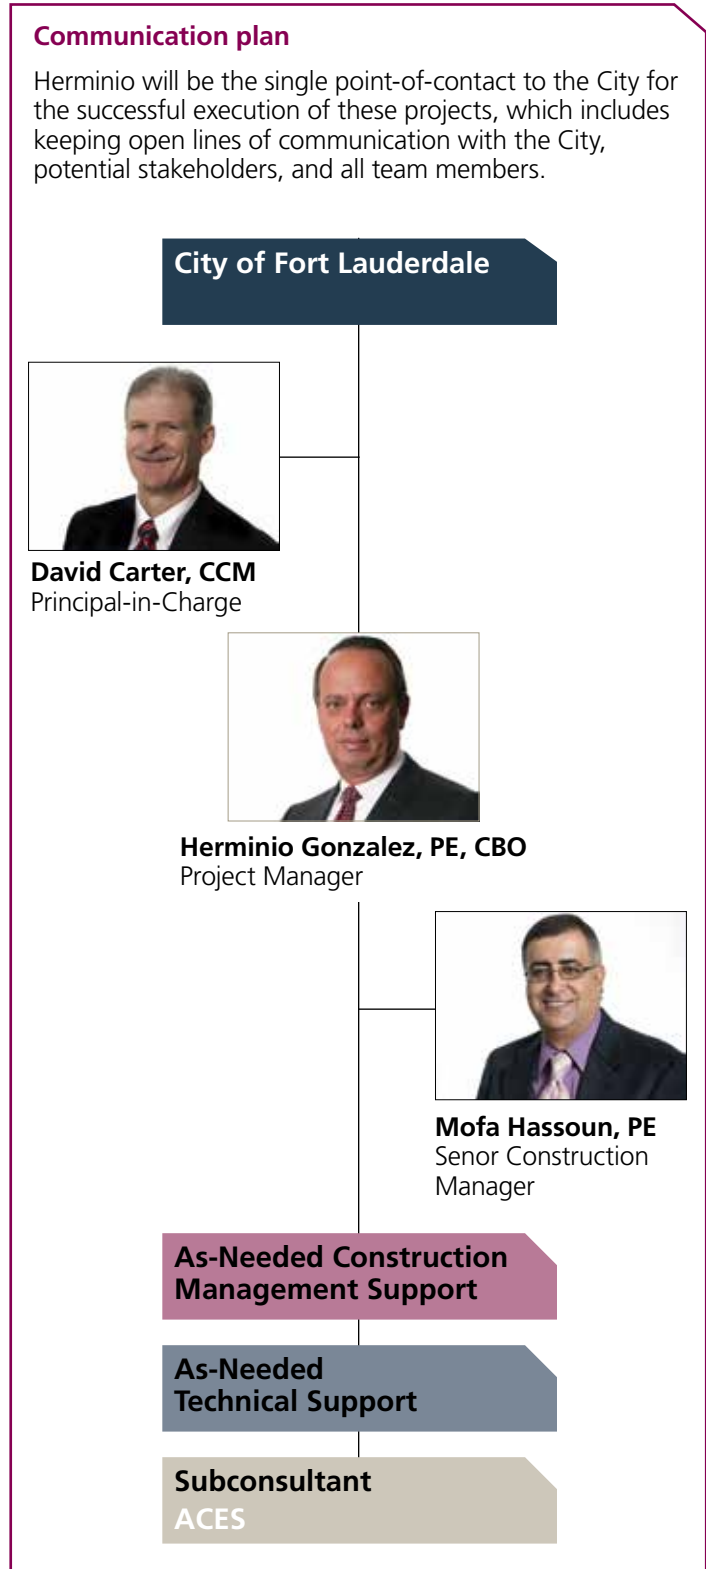 Communication plan
Herminio will be the single point-of-contact to the City for
the successful execution of these projects, which includes
keeping open lines of communication with the City,
potential stakeholders, and all team members.
City of Fort Lauderdale
David Carter, CCM
Principal-in-Charge
Herminio Gonzalez, PE, CBO
Project Manager
Mofa Hassoun, PE
Senor Construction
Manager
As-Needed Construction
Management Support
As-Needed
Technical Support
Subconsultant
ACES